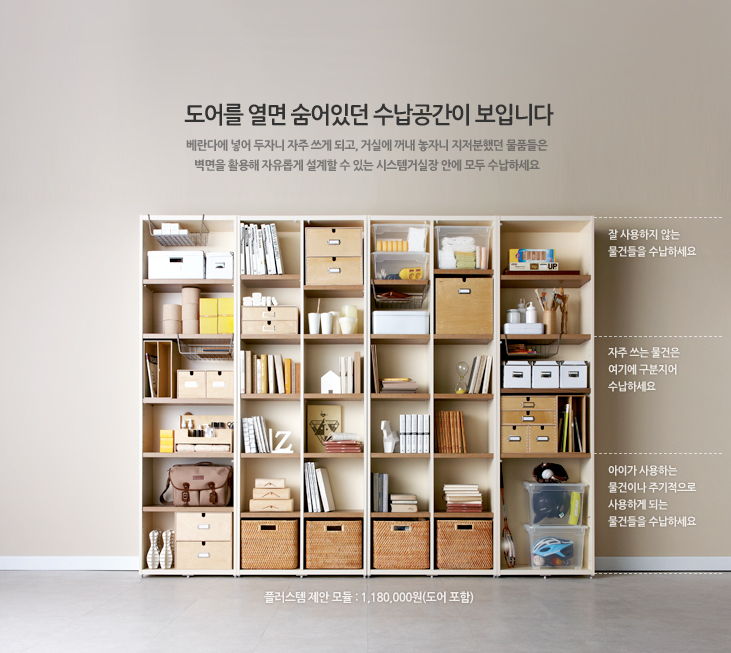 도어를 열면 숨어있던 수납공간이 보입니다
베란다에 넣어 두자니 자주 쓰게 되고, 거실에 꺼내 놓자니 지저분했던 물품들은
벽면을 활용해 자유롭게 설계할 수 있는 시스템거실장 안에 모두 수납하세요
잘 사용하지 않는
물건들을 수납하세요
UP
자주 쓰는 물건은
여기에 구분지어
수납하세요
Z
아이가 사용하는
물건이나 주기적으로
사용하게 되는
물건들을 수납하세요
플러스템 제안 모듈 : 1,180,000원(도어 포함)